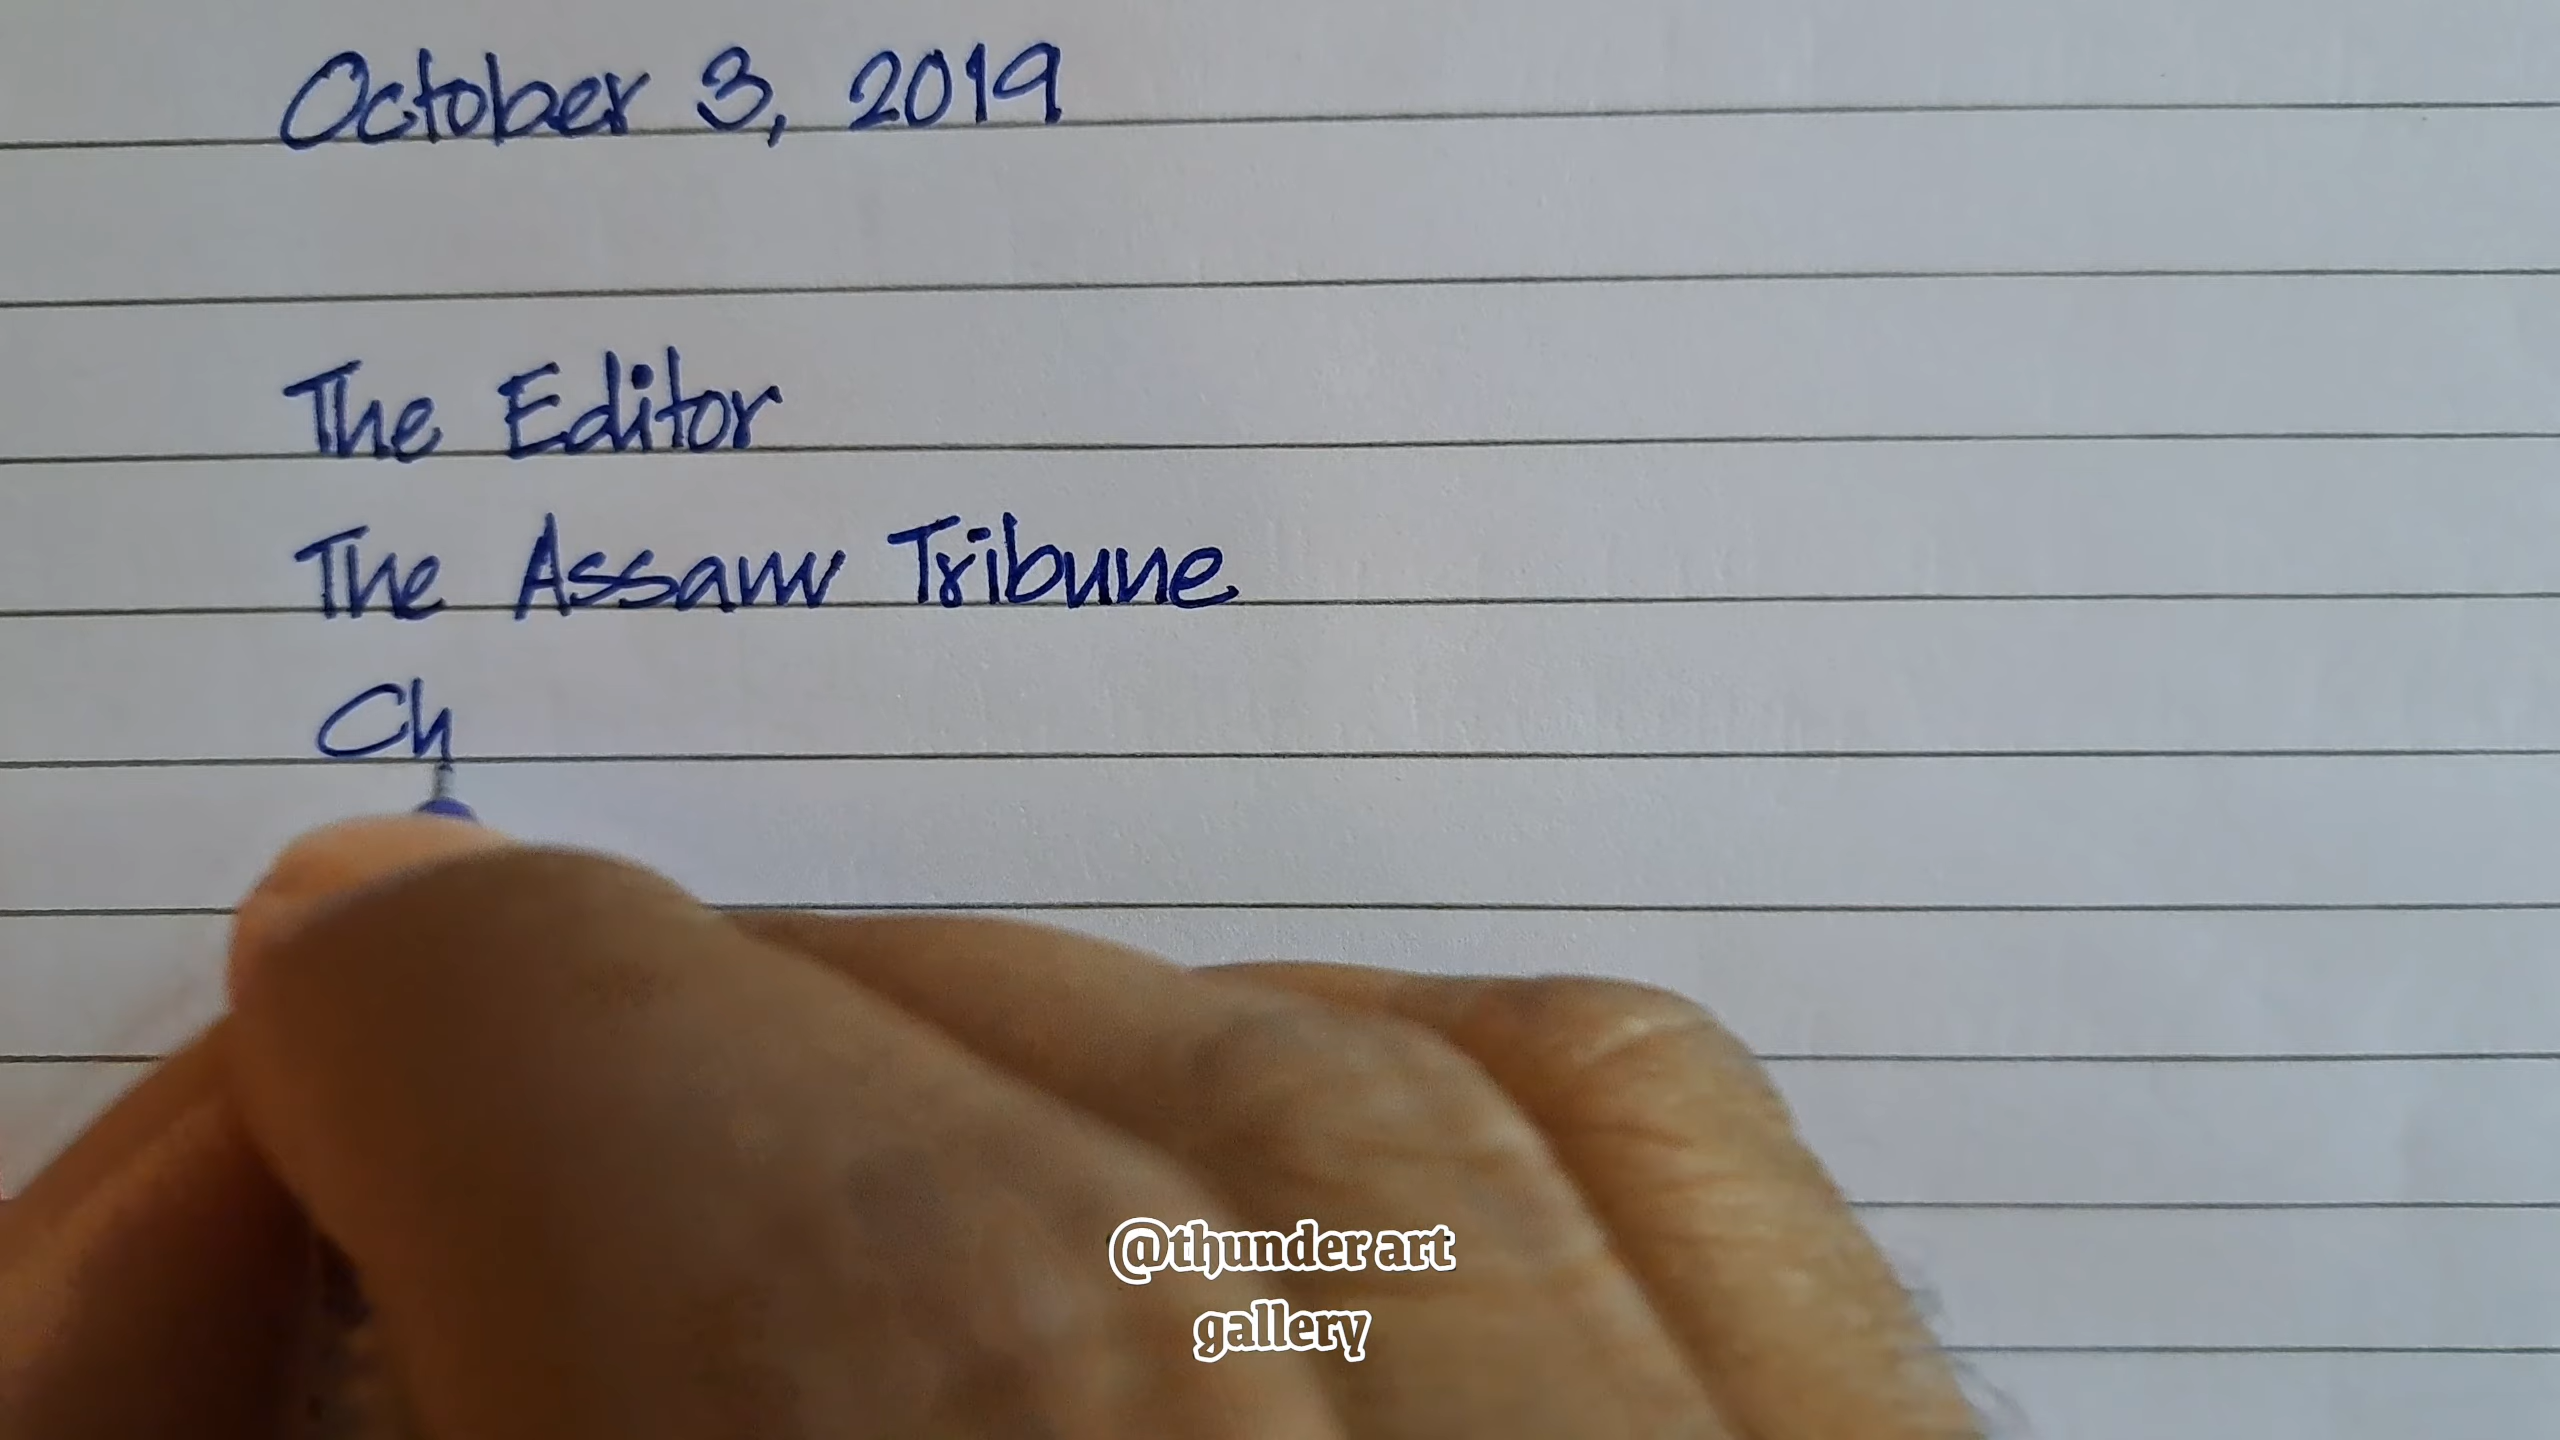 October 3, 2019
The Editor
The Assam Tribune
Ch
@thunder art
gallery